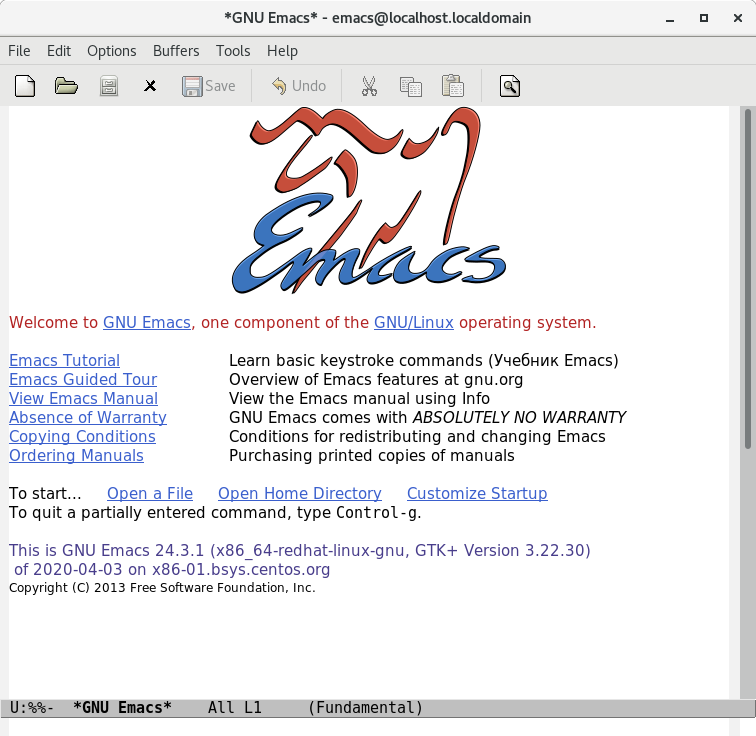 *GNU Emacs* - emacs@localhost.localdomain
File Edit Options Buffers Tools Help
Save Undo
Emacs
Welcome to GNU Emacs, one component of the GNU/Linux operating system.
Emacs Tutorial Learn basic keystroke commands (Учебник Emacs)
Emacs Guided Tour Overview of Emacs features at gnu.org
View Emacs Manual View the Emacs manual using Info
Absence of Warranty GNU Emacs comes with ABSOLUTELY NO WARRANTY
Copying Conditions Conditions for redistributing and changing Emacs
Ordering Manuals Purchasing printed copies of manuals
To start... Open a File Open Home Directory Customize Startup
To quit a partially entered command, type Control-g.
This is GNU Emacs 24.3.1 (x86_64-redhat-linux-gnu, GTK+ Version 3.22.30)
of 2020-04-03 on x86-01.bsys.centos.org
Copyright (C) 2013 Free Software Foundation, Inc.
U:%%- *GNU Emacs* All L1 (Fundamental)